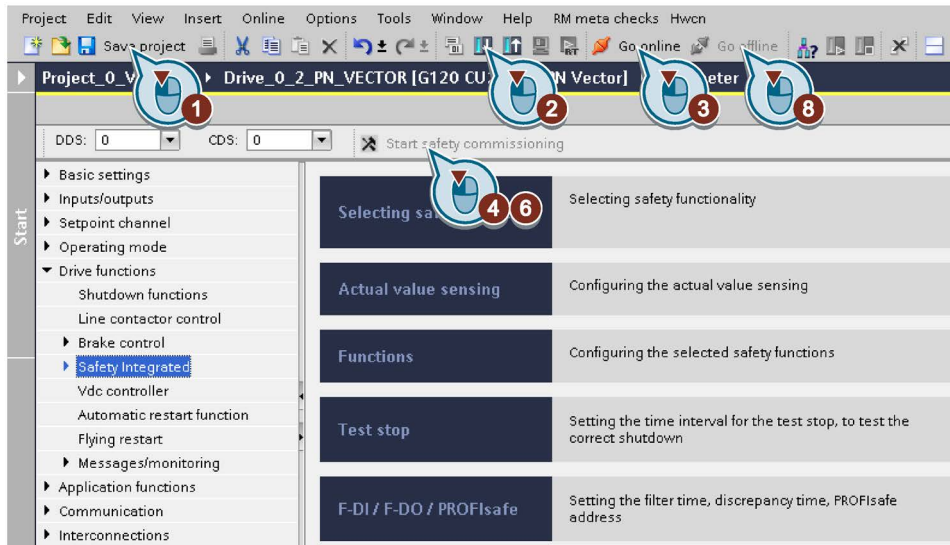 Project Edit View Insert Online Options Tools Window Help RM meta checks Hwcn
Save project Go online Go offline
Project_0_V Drive_0_2_PN_VECTOR [G120 CU N Vector] eter
1 2 3 8
DDS: 0 CDS: 0 Start safety commissioning
4 6
Start
Basic settings
Inputs/outputs
Setpoint channel
Operating mode
Drive functions
Shutdown functions
Line contactor control
Brake control
Safety Integrated
Vdc controller
Automatic restart function
Flying restart
Messages/monitoring
Application functions
Communication
Interconnections
Selecting sa
Selecting safety functionality
Actual value sensing
Configuring the actual value sensing
Functions
Configuring the selected safety functions
Test stop
Setting the time interval for the test stop, to test the
correct shutdown
F-DI / F-DO / PROFIsafe
Setting the filter time, discrepancy time, PROFIsafe
address